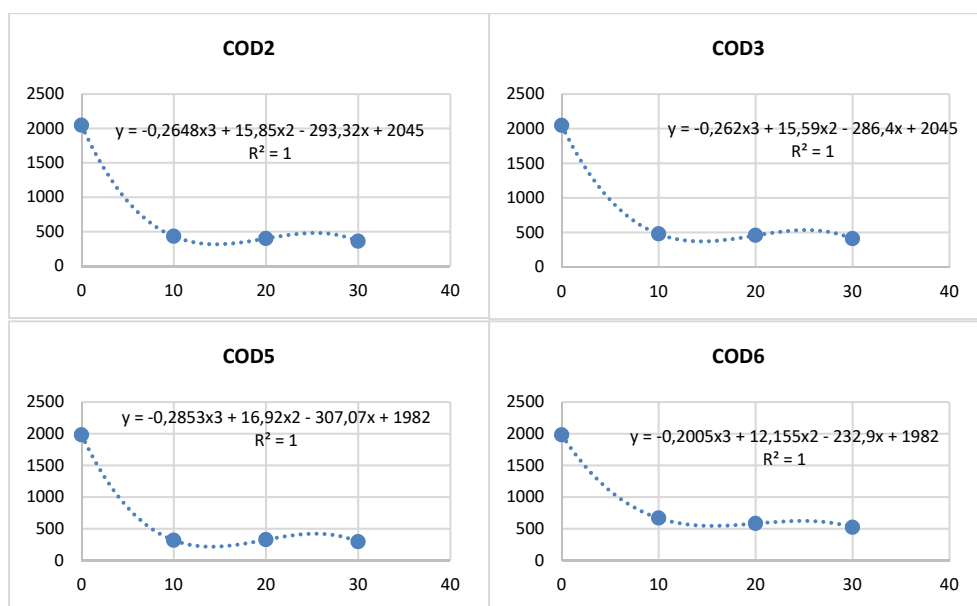 COD2
2500
2000
1500
1000
500
0
y = -0,2648x3 + 15,85x2 - 293,32x + 2045
R² = 1
0 10 20 30 40
COD3
2500
2000
1500
1000
500
0
y = -0,262x3 + 15,59x2 - 286,4x + 2045
R² = 1
0 10 20 30 40
COD5
2500
2000
1500
1000
500
0
y = -0,2853x3 + 16,92x2 - 307,07x + 1982
R² = 1
0 10 20 30 40
COD6
2500
2000
1500
1000
500
0
y = -0,2005x3 + 12,155x2 - 232,9x + 1982
R² = 1
0 10 20 30 40